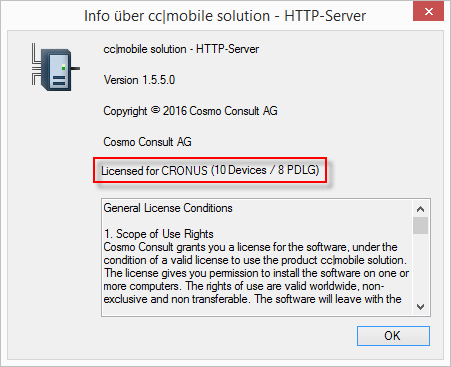 Info über cc|mobile solution - HTTP-Server
cc|mobile solution - HTTP-Server
Version 1.5.5.0
Copyright © 2016 Cosmo Consult AG
Cosmo Consult AG
Licensed for CRONUS (10 Devices / 8 PDLG)
General License Conditions
1. Scope of Use Rights
Cosmo Consult grants you a license for the software, under the
condition of a valid license to use the product cc|mobile solution.
The license gives you permission to install the software on one or
more computers. The rights of use are valid worldwide, non-
exclusive and non transferable. The software will leave with the
OK